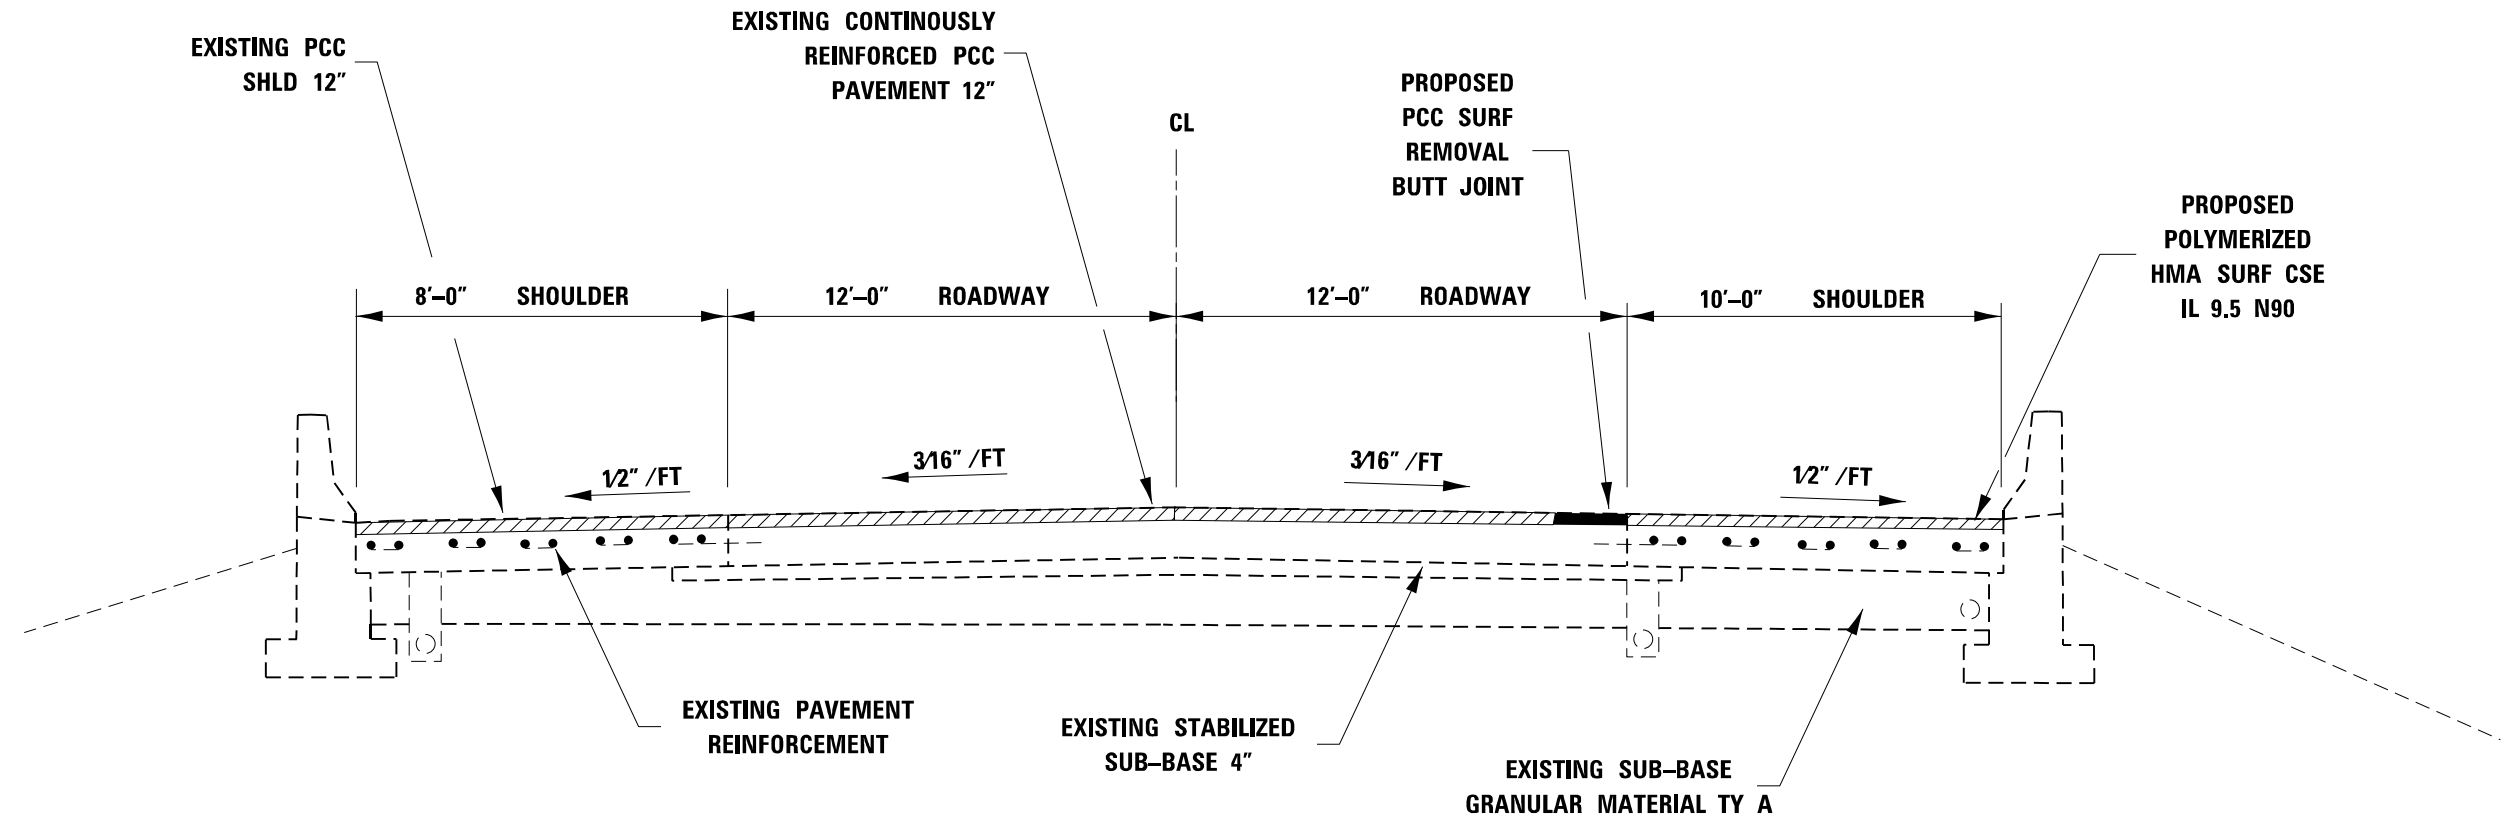 EXISTING PCC
SHLD 12"
EXISTING CONTINOUSLY
REINFORCED PCC
PAVEMENT 12"
CL
PROPOSED
PCC SURF
REMOVAL
BUTT JOINT
PROPOSED
POLYMERIZED
HMA SURF CSE
IL 9.5 N90
8'-0" SHOULDER
12'-0" ROADWAY
12'-0" ROADWAY
10'-0" SHOULDER
1/2" /FT
3/16" /FT
3/16" /FT
1/2" /FT
EXISTING PAVEMENT
REINFORCEMENT
EXISTING STABILIZED
SUB-BASE 4"
EXISTING SUB-BASE
GRANULAR MATERIAL TY A